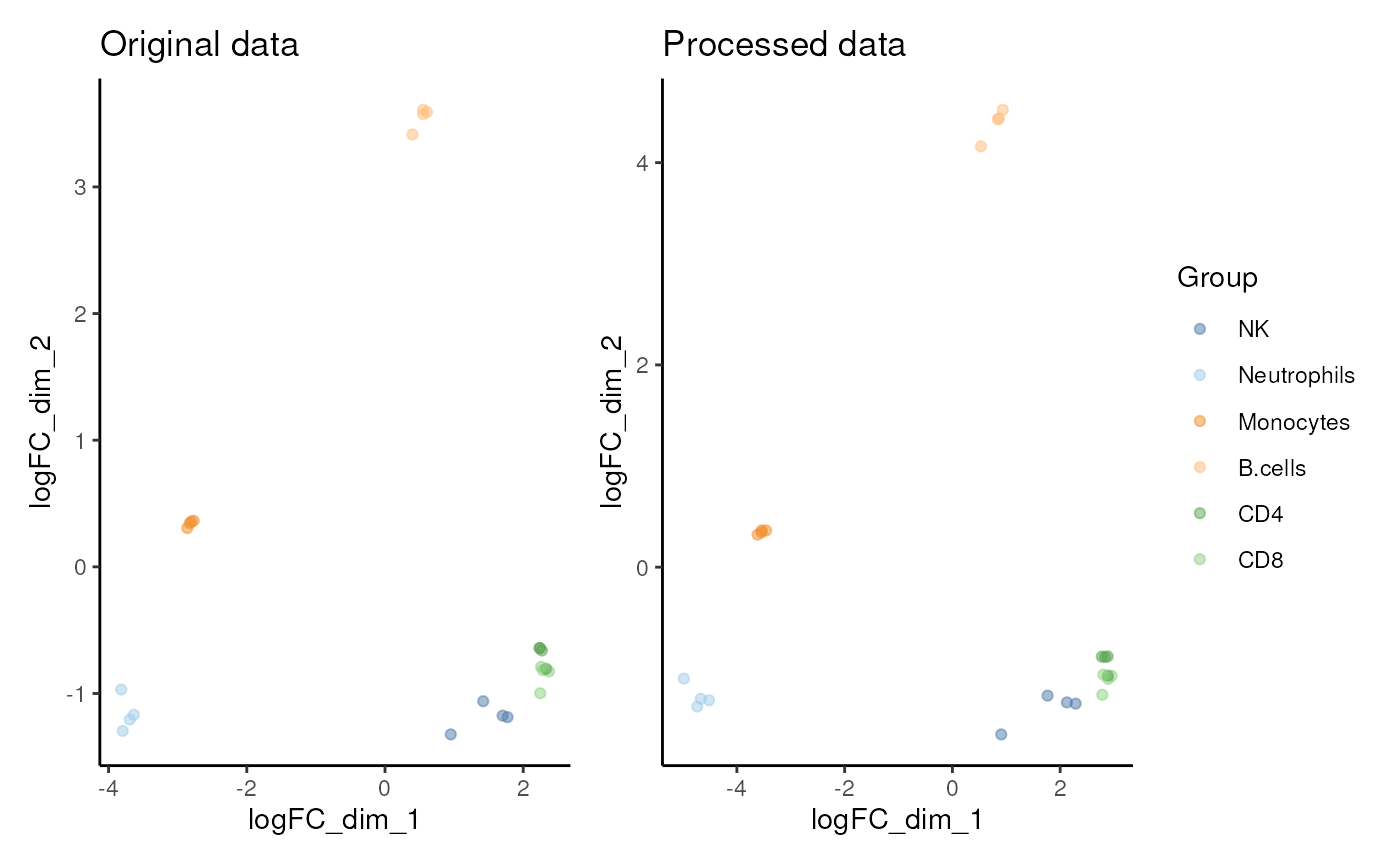 Original data
Processed data
logFC_dim_2
3
2
1
0
-1
-4
-2
0
2
logFC_dim_1
logFC_dim_2
4
2
0
-4
-2
0
2
logFC_dim_1
Group
NK
Neutrophils
Monocytes
B.cells
CD4
CD8